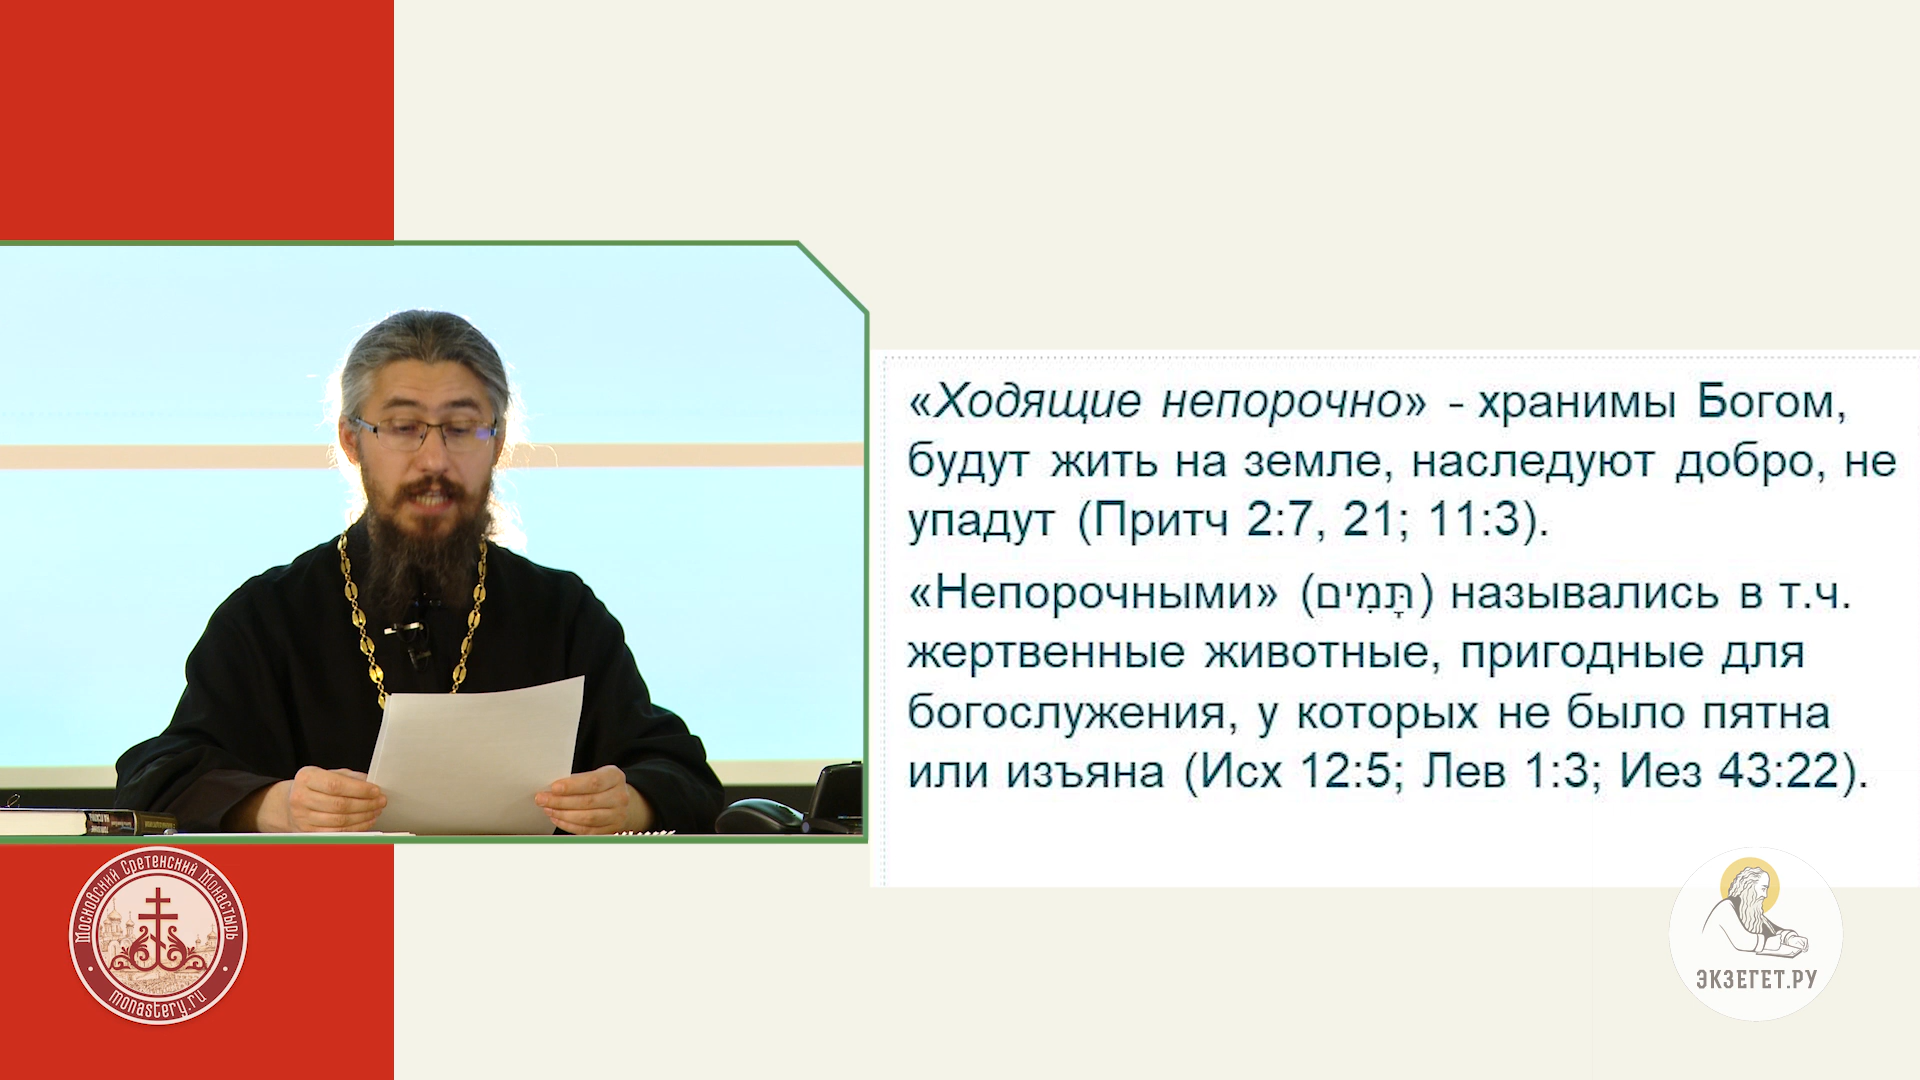 «Ходящие непорочно» - хранимы Богом,
будут жить на земле, наследуют добро, не
упадут (Притч 2:7, 21; 11:3).
«Непорочными» (תָּמִים) назывались в т.ч.
жертвенные животные, пригодные для
богослужения, у которых не было пятна
или изъяна (Исх 12:5; Лев 1:3; Иез 43:22).
Московский Сретенский Монастырь
monastery.ru
ЭКЗЕГЕТ.РУ